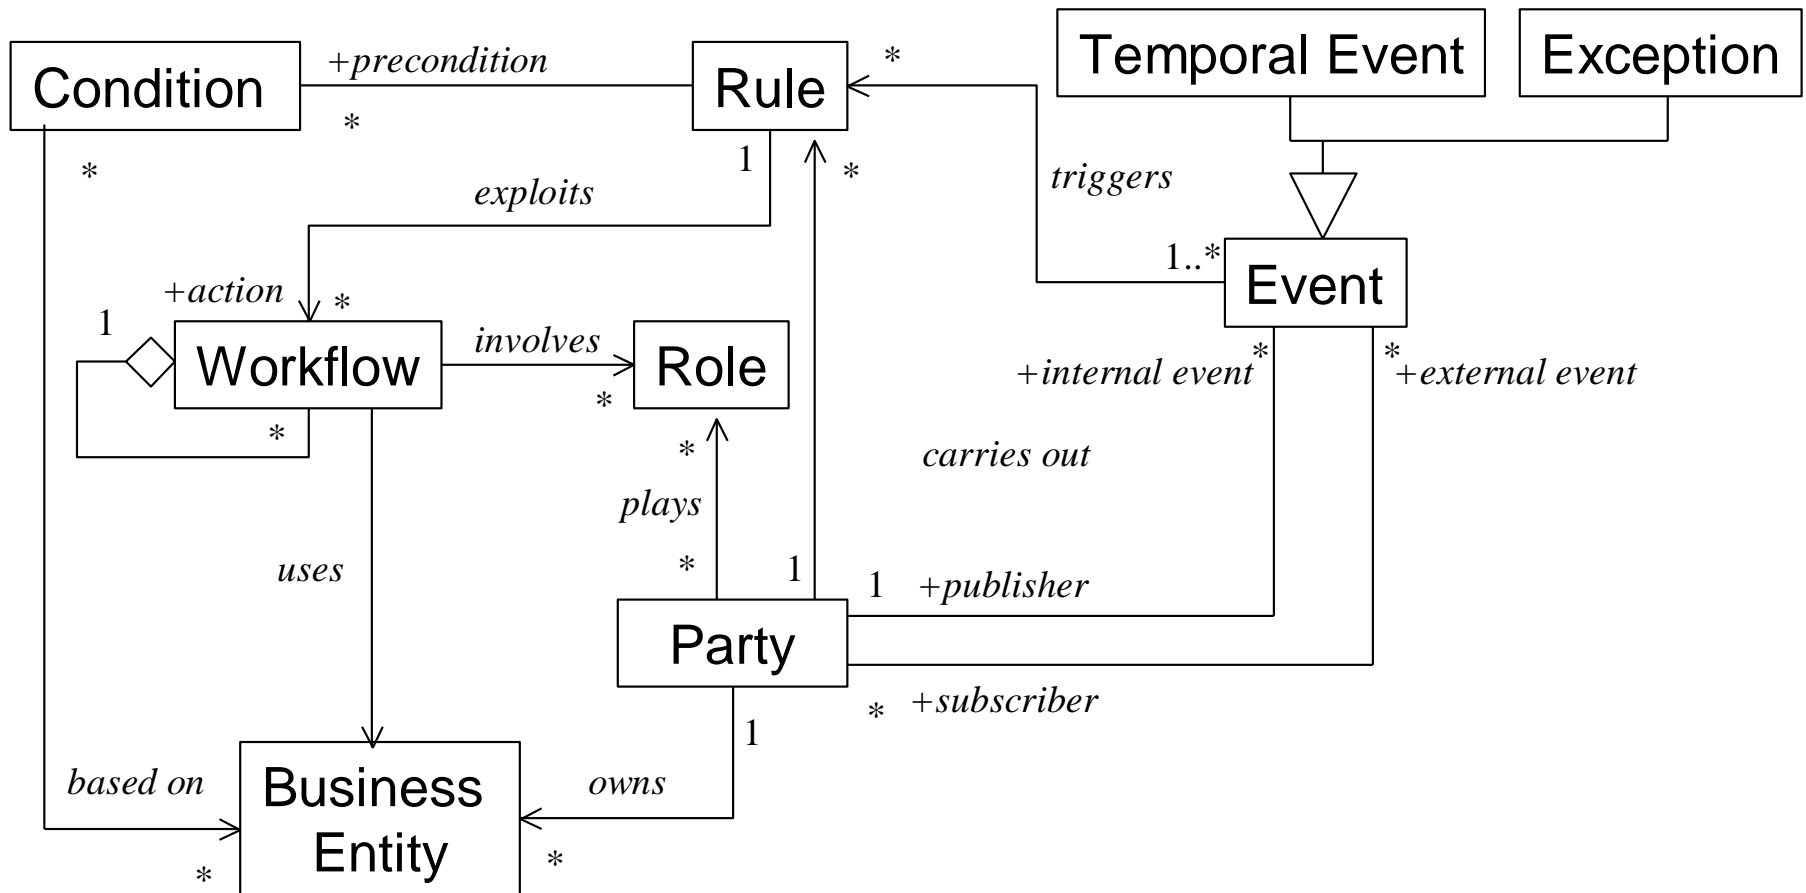 Temporal Event
Exception
+precondition
*
Condition
Rule
*
*
1
*
*
triggers
exploits
1..*
Event
+action
*
1
involves
*
*
Workflow
Role
+internal event
+external event
*
*
*
carries out
plays
uses
*
1
1
+publisher
Party
*
+subscriber
1
based on
owns
Business
Entity
*
*